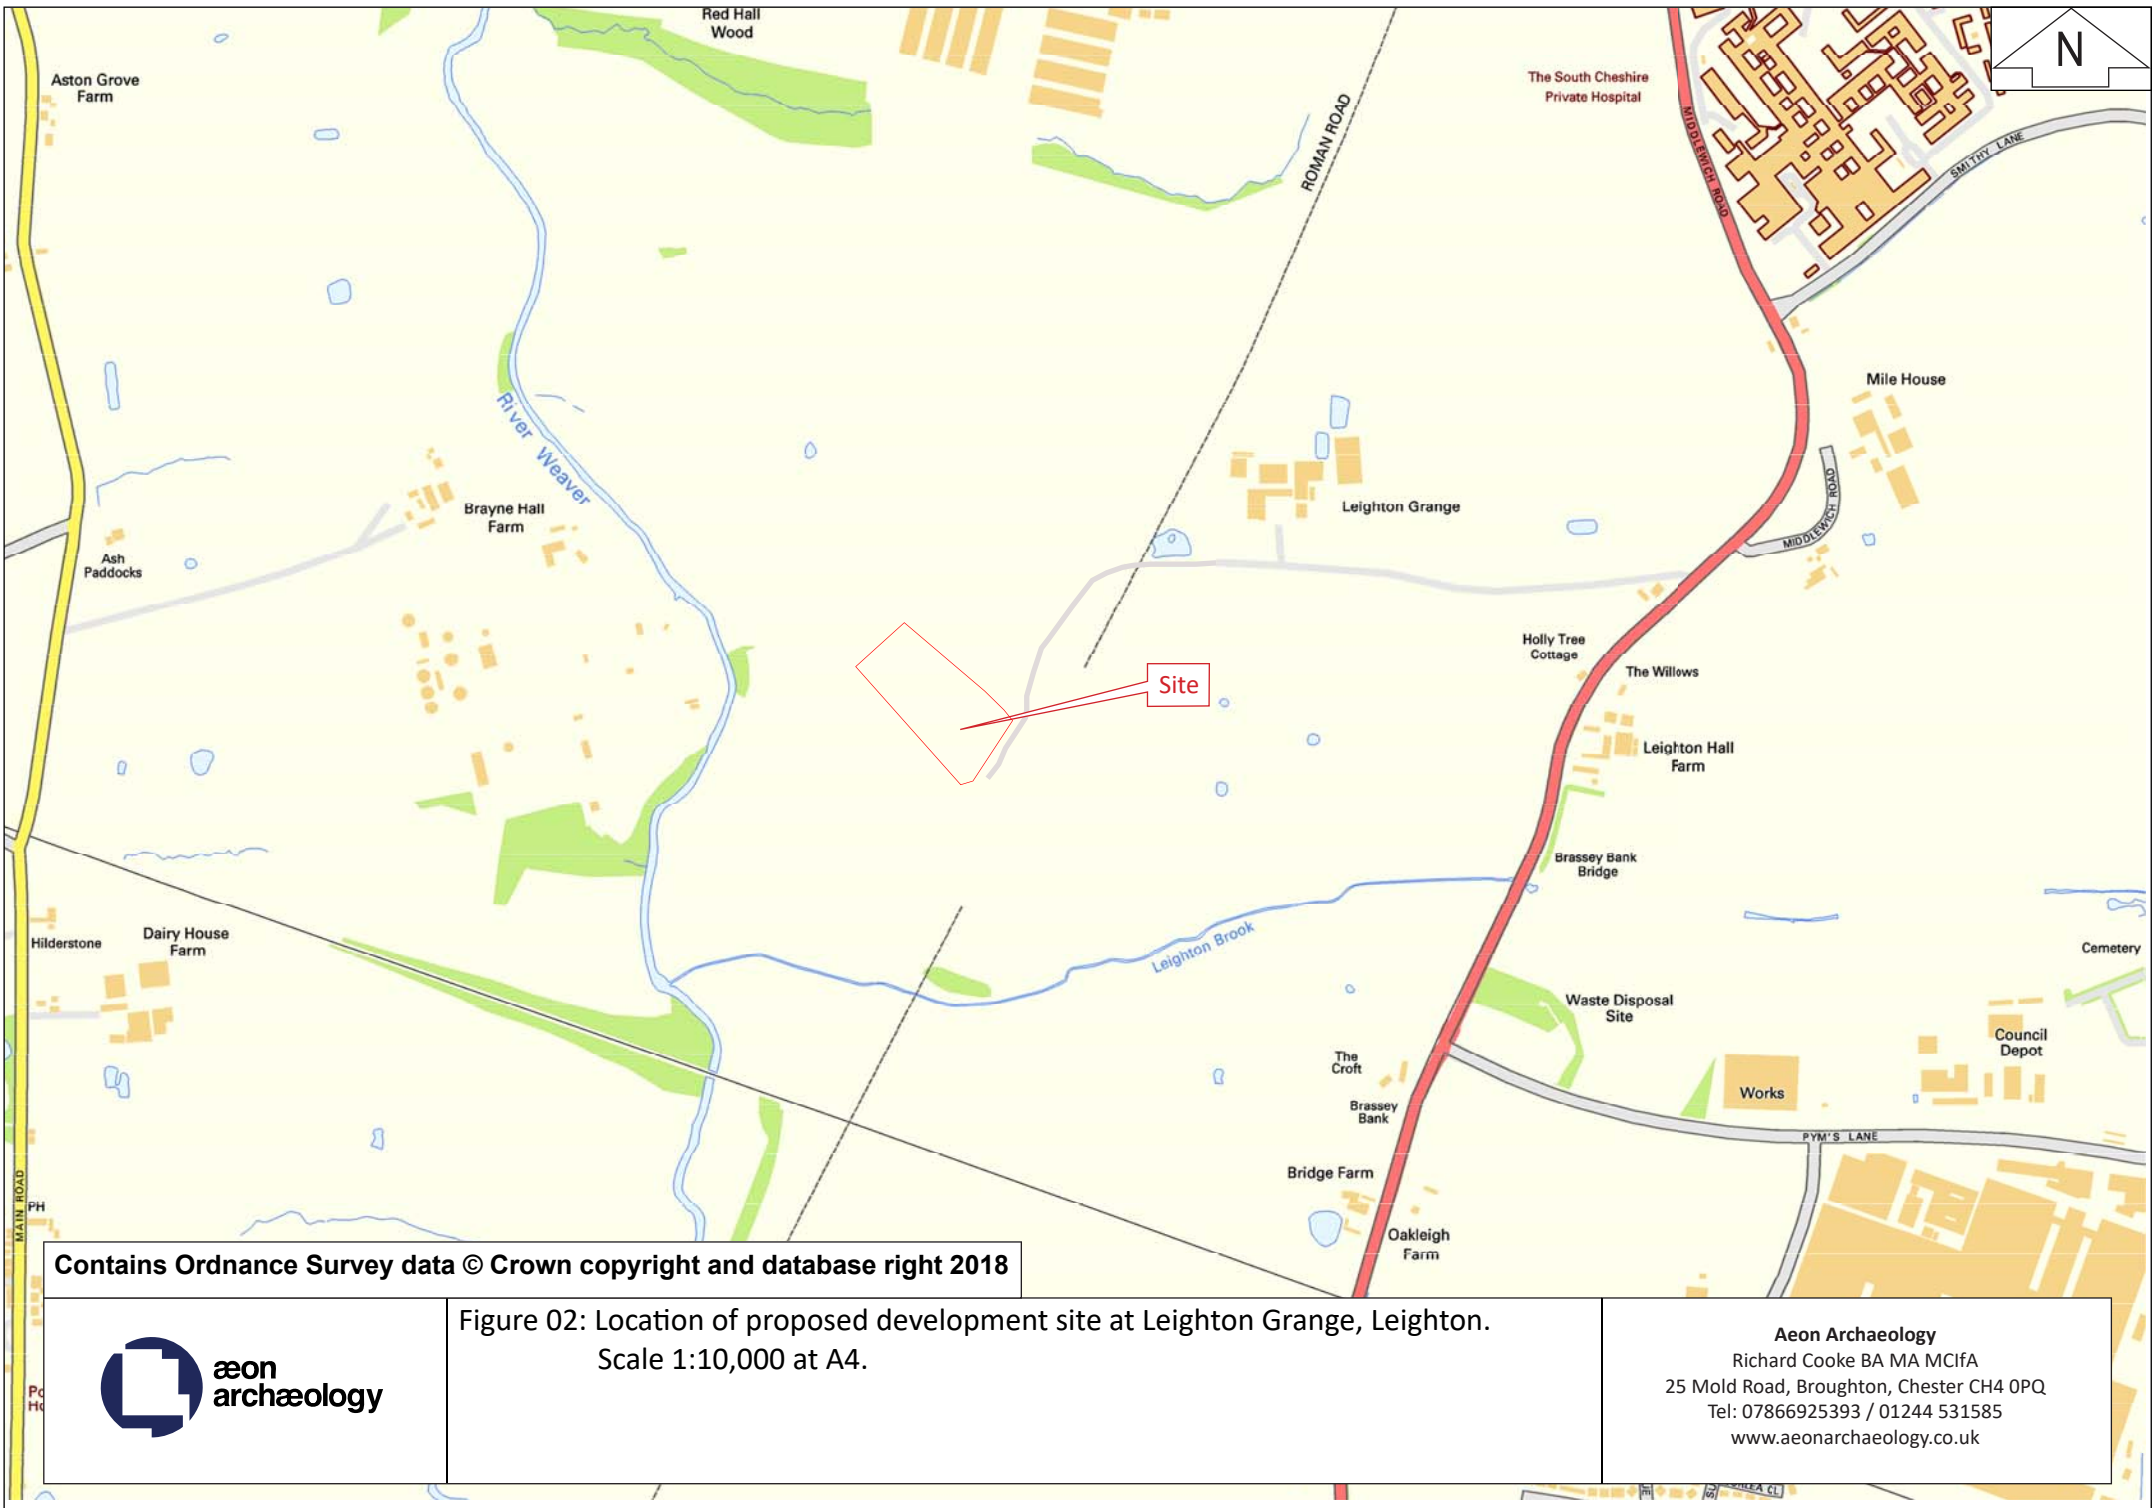 Red Hall
Wood
N
Aston Grove
Farm
The South Cheshire
Private Hospital
ROMAN ROAD
MIDDLEWICH ROAD
SMITHY LANE
Mile House
River Weaver
Brayne Hall
Farm
Leighton Grange
MIDDLEWICH ROAD
Ash
Paddocks
Holly Tree
Cottage
The Willows
Site
Leighton Hall
Farm
Brassey Bank
Bridge
Hilderstone
Dairy House
Farm
Leighton Brook
Cemetery
Waste Disposal
Site
Council
Depot
The
Croft
Works
Brassey
Bank
PYM'S LANE
Bridge Farm
MAIN ROAD
PH
Oakleigh
Farm
Contains Ordnance Survey data © Crown copyright and database right 2018
æon
archæology
Figure 02: Location of proposed development site at Leighton Grange, Leighton.
Scale 1:10,000 at A4.
Aeon Archaeology
Richard Cooke BA MA MCIfA
25 Mold Road, Broughton, Chester CH4 0PQ
Tel: 07866925393 / 01244 531585
www.aeonarchaeology.co.uk